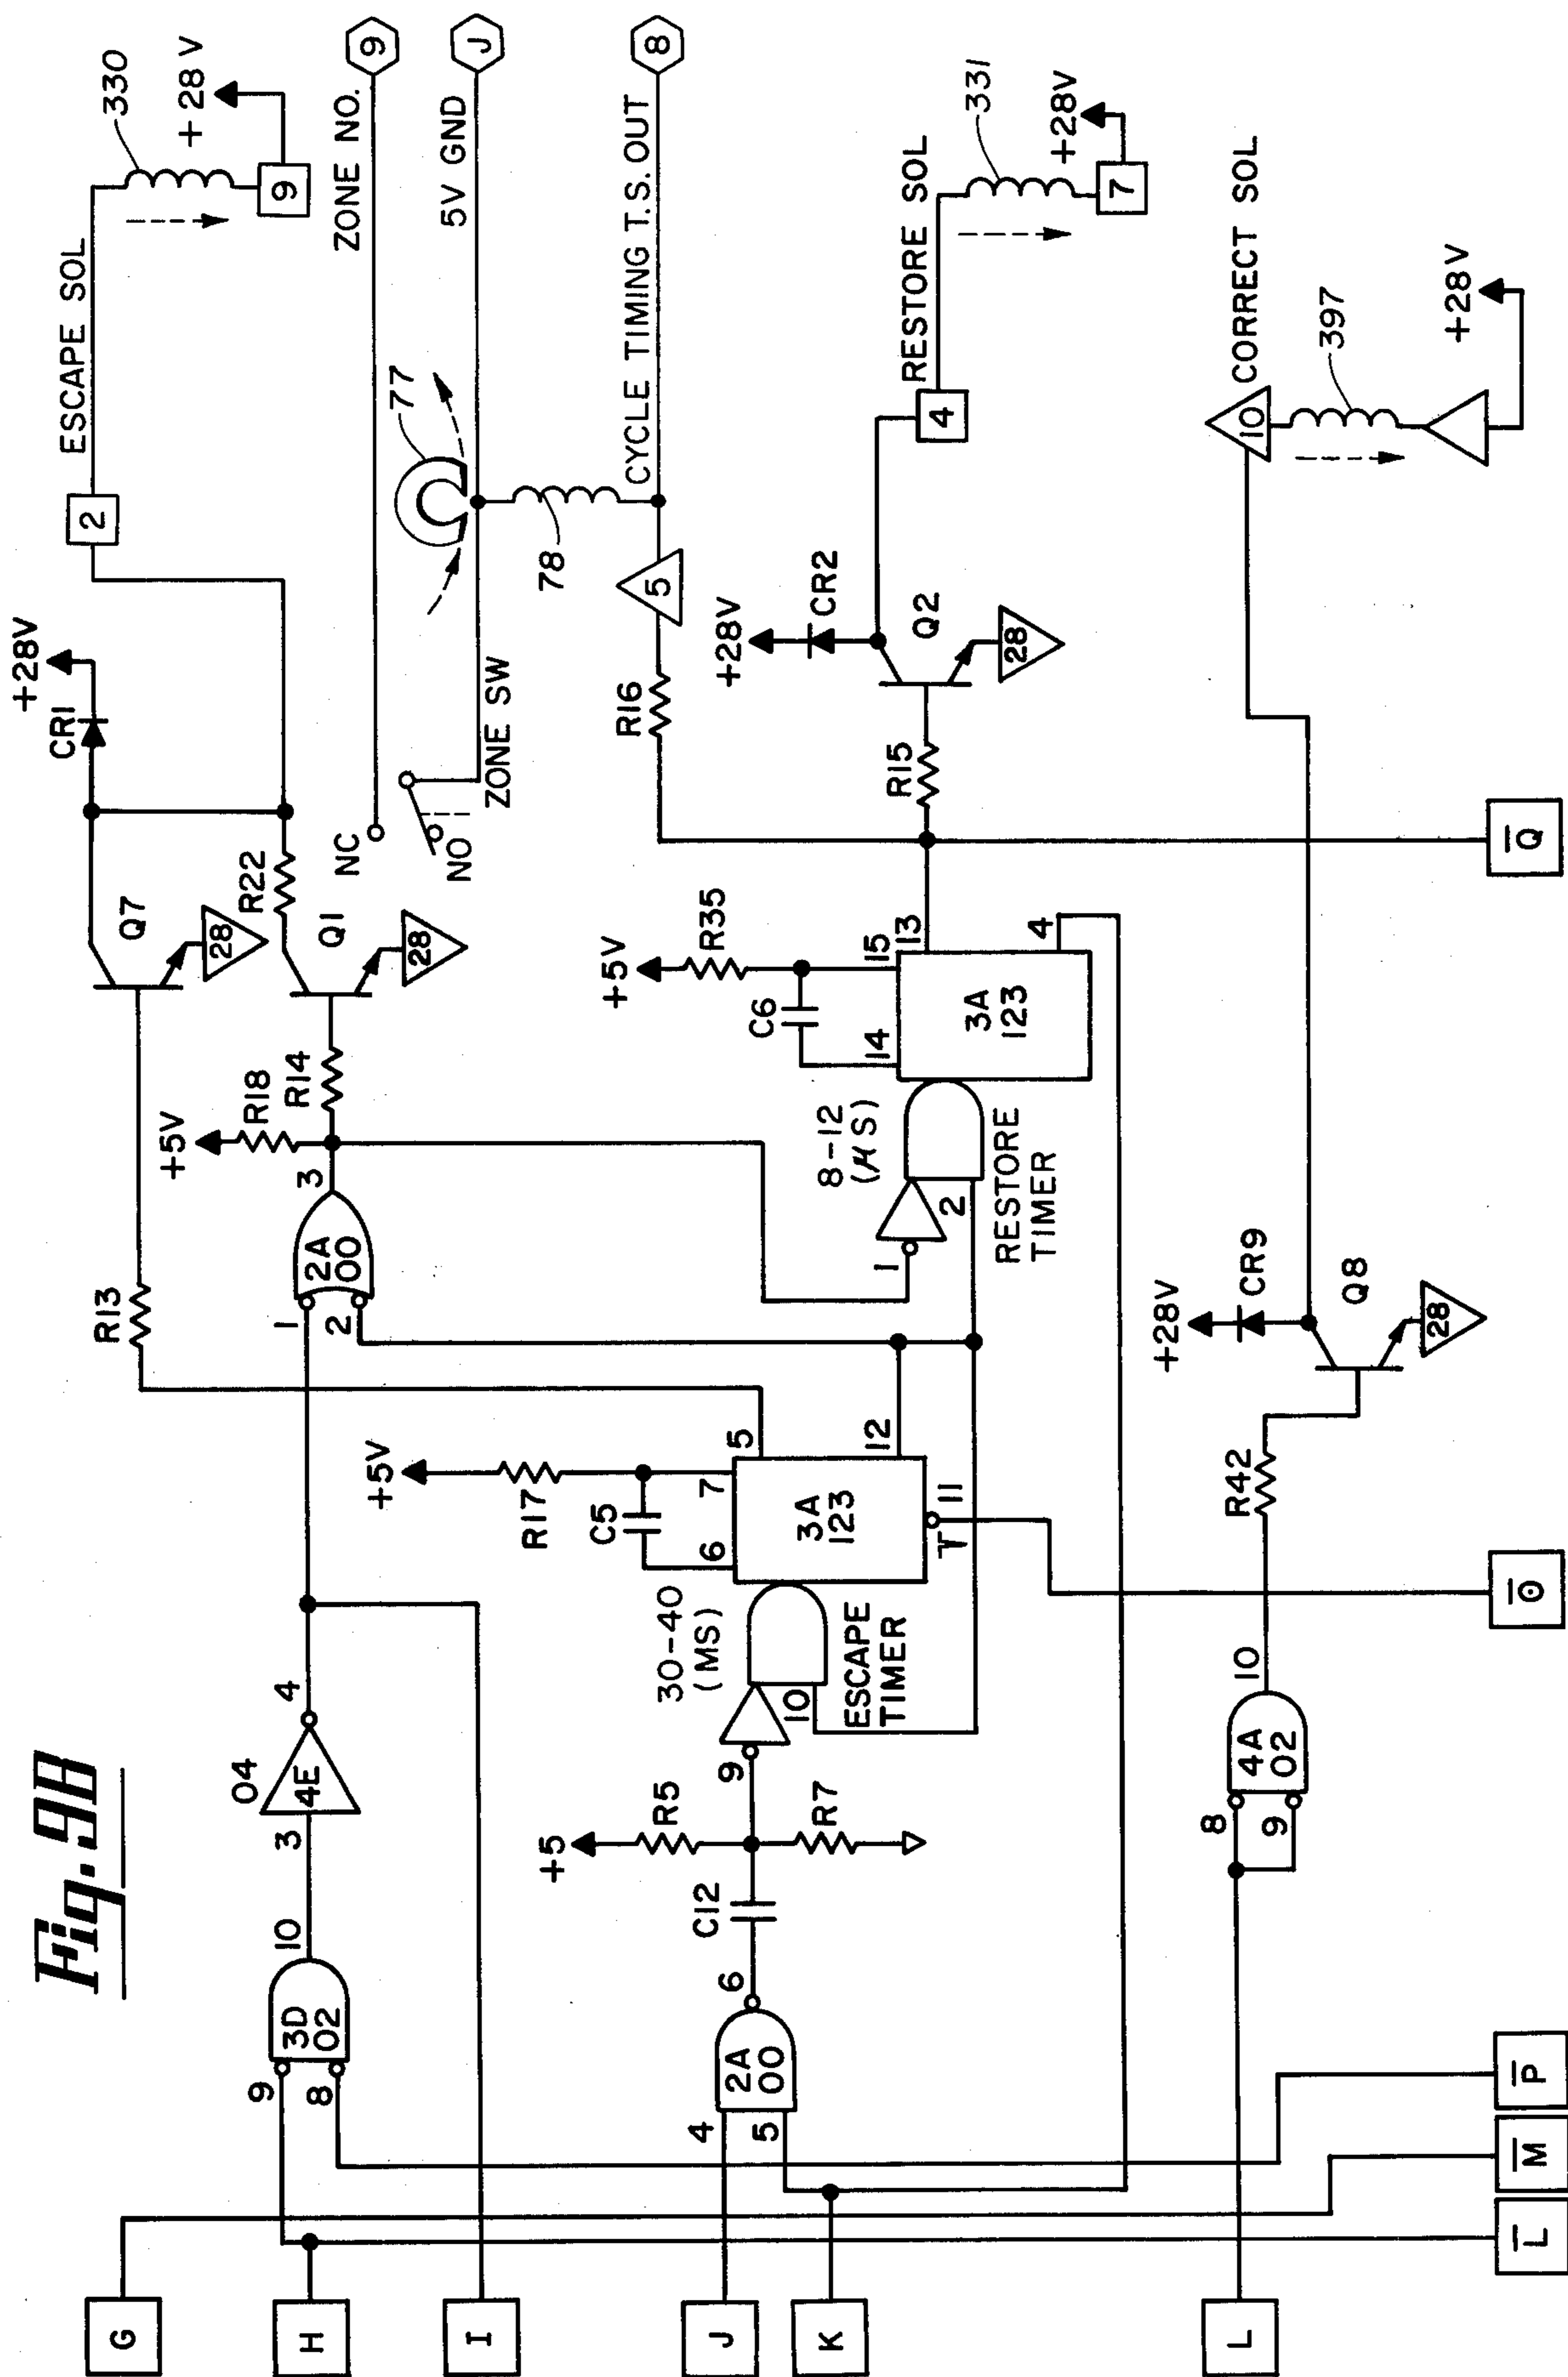 Fig. 9B
ESCAPE SOL
330
+28V
2
9
+28V
CR1
Q7
28
R13
R22
Q1
28
R14
R18
+5V
3
2A
00
1
2
04
4E
4
3
10
3D
02
9
8
ZONE NO.
9
5V GND
J
NC
NO
ZONE SW
77
78
CYCLE TIMING T.S. OUT
8
5
R16
+28V
CR2
Q2
28
R15
RESTORE SOL
4
331
+28V
7
+5V
R35
C6
14
15
13
3A
123
4
8-12
(μS)
1
2
RESTORE
TIMER
+5V
R17
C5
6
7
5
3A
123
12
11
30-40
(MS)
9
10
ESCAPE
TIMER
+5
R5
R7
C12
6
2A
00
4
5
CORRECT SOL
10
397
+28V
+28V
CR9
Q8
28
R42
10
4A
02
8
9
G
H
I
J
K
L
L̅
M̅
P̅
O̅
Q̅